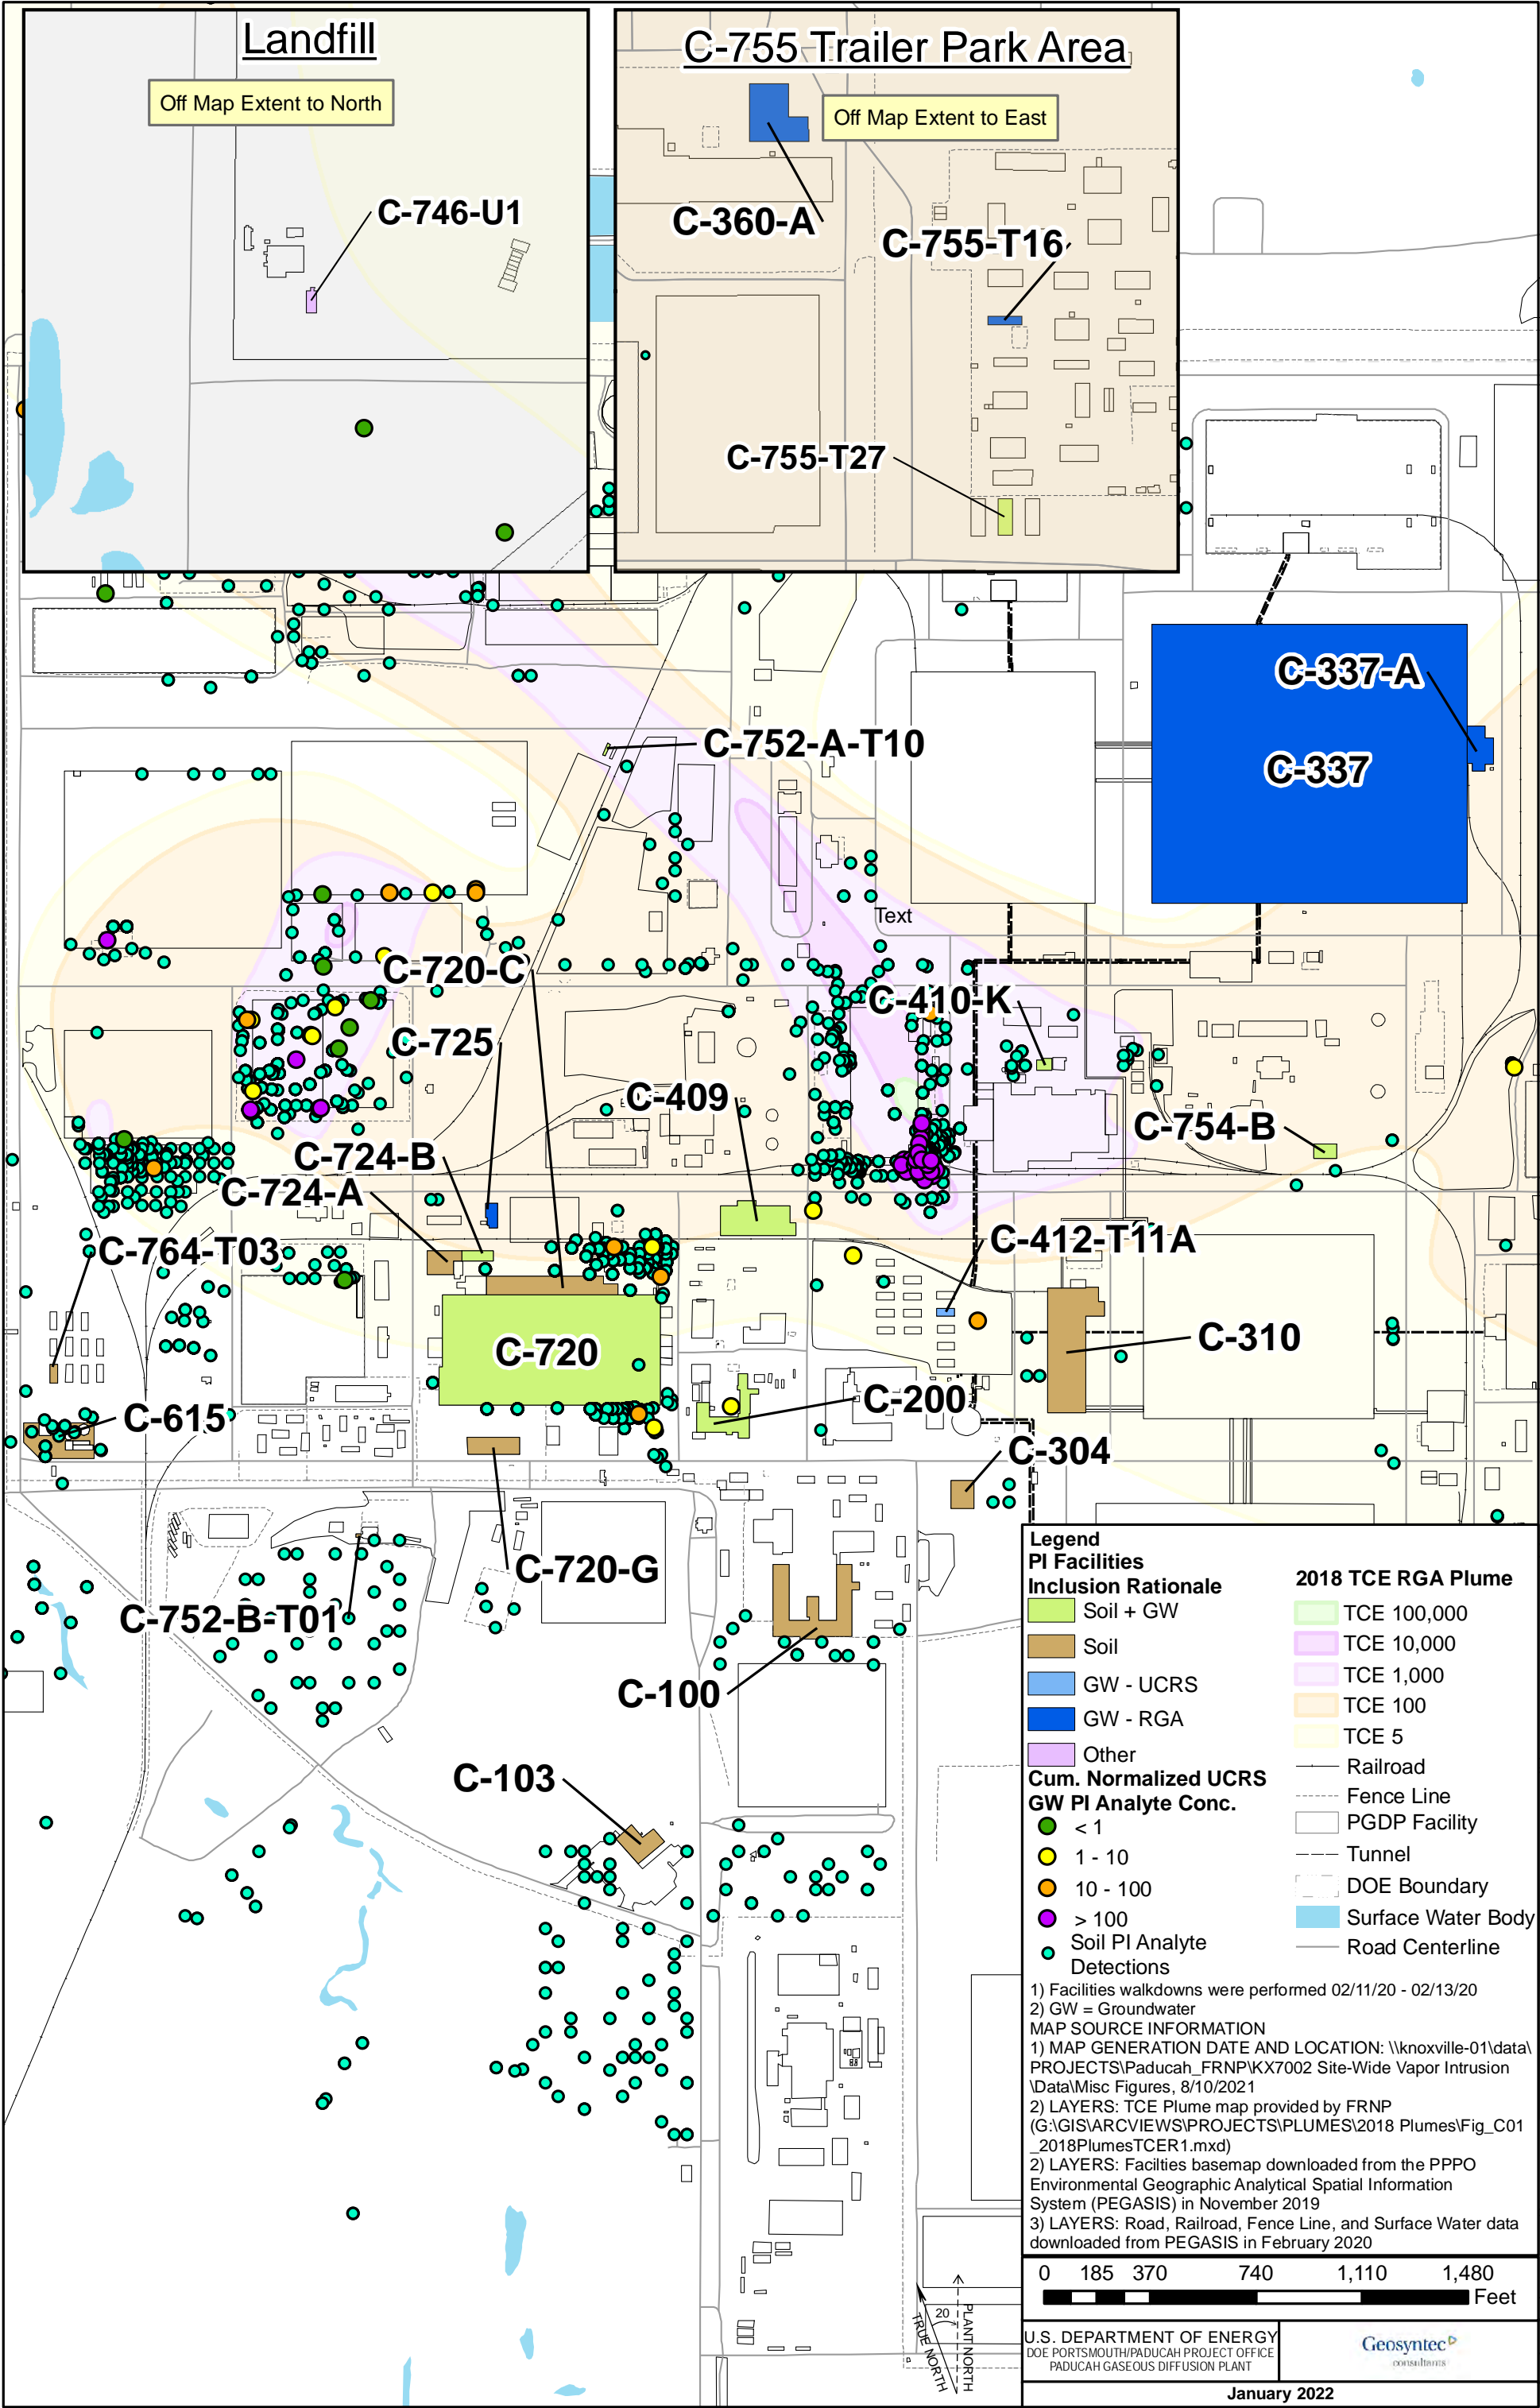 Landfill
Off Map Extent to North
C-746-U1
C-755 Trailer Park Area
Off Map Extent to East
C-360-A
C-755-T16
C-755-T27
C-337-A
C-337
C-752-A-T10
Text
C-720-C
C-410-K
C-725
C-409
C-754-B
C-724-B
C-724-A
C-764-T03
C-412-T11A
C-310
C-720
C-200
C-615
C-304
C-720-G
C-752-B-T01
C-100
C-103
Legend
PI Facilities
Inclusion Rationale
Soil + GW
Soil
GW - UCRS
GW - RGA
Other
Cum. Normalized UCRS
GW PI Analyte Conc.
< 1
1 - 10
10 - 100
> 100
Soil PI Analyte
Detections
2018 TCE RGA Plume
TCE 100,000
TCE 10,000
TCE 1,000
TCE 100
TCE 5
Railroad
Fence Line
PGDP Facility
Tunnel
DOE Boundary
Surface Water Body
Road Centerline
1) Facilities walkdowns were performed 02/11/20 - 02/13/20
2) GW = Groundwater
MAP SOURCE INFORMATION
1) MAP GENERATION DATE AND LOCATION: \\knoxville-01\data\
PROJECTS\Paducah_FRNP\KX7002 Site-Wide Vapor Intrusion
\Data\Misc Figures, 8/10/2021
2) LAYERS: TCE Plume map provided by FRNP
(G:\GIS\ARCVIEWS\PROJECTS\PLUMES\2018 Plumes\Fig_C01
_2018PlumesTCER1.mxd)
2) LAYERS: Facilties basemap downloaded from the PPPO
Environmental Geographic Analytical Spatial Information
System (PEGASIS) in November 2019
3) LAYERS: Road, Railroad, Fence Line, and Surface Water data
downloaded from PEGASIS in February 2020
0 185 370 740 1,110 1,480
Feet
20
TRUE NORTH
PLANT NORTH
U.S. DEPARTMENT OF ENERGY
DOE PORTSMOUTH/PADUCAH PROJECT OFFICE
PADUCAH GASEOUS DIFFUSION PLANT
Geosyntec
consultants
January 2022